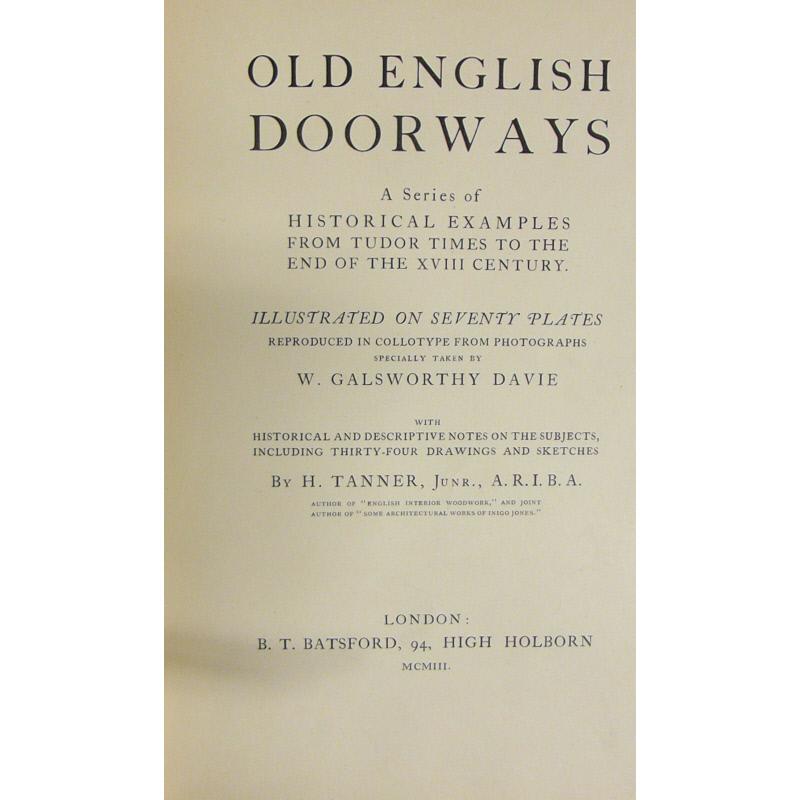 OLD ENGLISH
DOORWAYS
A Series of
HISTORICAL EXAMPLES
FROM TUDOR TIMES TO THE
END OF THE XVIII CENTURY.
ILLUSTRATED ON SEVENTY PLATES
REPRODUCED IN COLLOTYPE FROM PHOTOGRAPHS
SPECIALLY TAKEN BY
W. GALSWORTHY DAVIE
WITH
HISTORICAL AND DESCRIPTIVE NOTES ON THE SUBJECTS,
INCLUDING THIRTY-FOUR DRAWINGS AND SKETCHES
BY H. TANNER, JUNR., A.R.I.B.A.
AUTHOR OF "ENGLISH INTERIOR WOODWORK," AND JOINT
AUTHOR OF "SOME ARCHITECTURAL WORKS OF INIGO JONES."
LONDON:
B. T. BATSFORD, 94, HIGH HOLBORN
MCMIII.